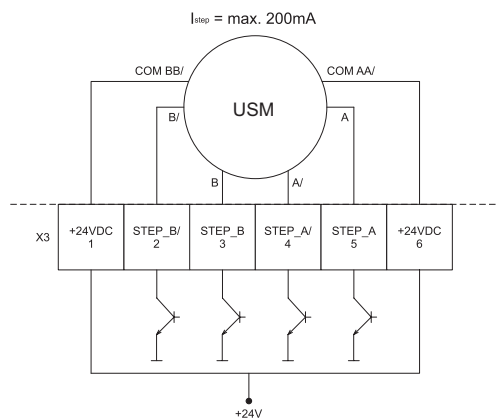 Istep = max. 200mA
COM BB/
COM AA/
USM
B/
A
B
A/
X3
+24VDC
1
STEP_B/
2
STEP_B
3
STEP_A/
4
STEP_A
5
+24VDC
6
+24V